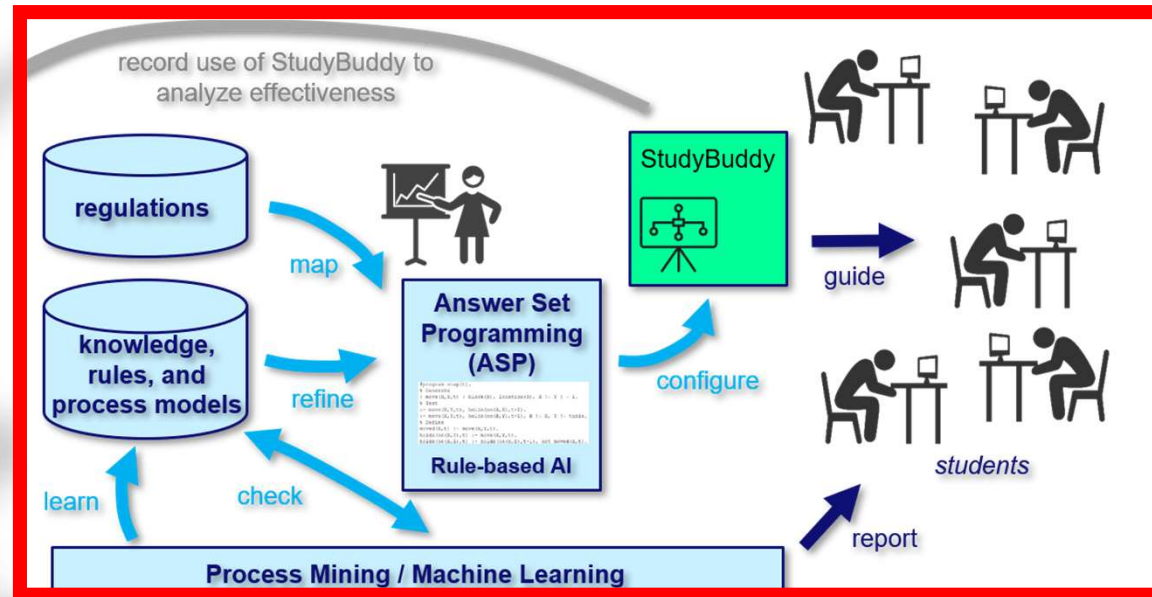 record use of StudyBuddy to
analyze effectiveness
StudyBuddy
regulations
map
guide
Answer Set
Programming
(ASP)
knowledge,
rules, and
process models
refine
configure
Rule-based AI
students
learn
check
report
Process Mining / Machine Learning